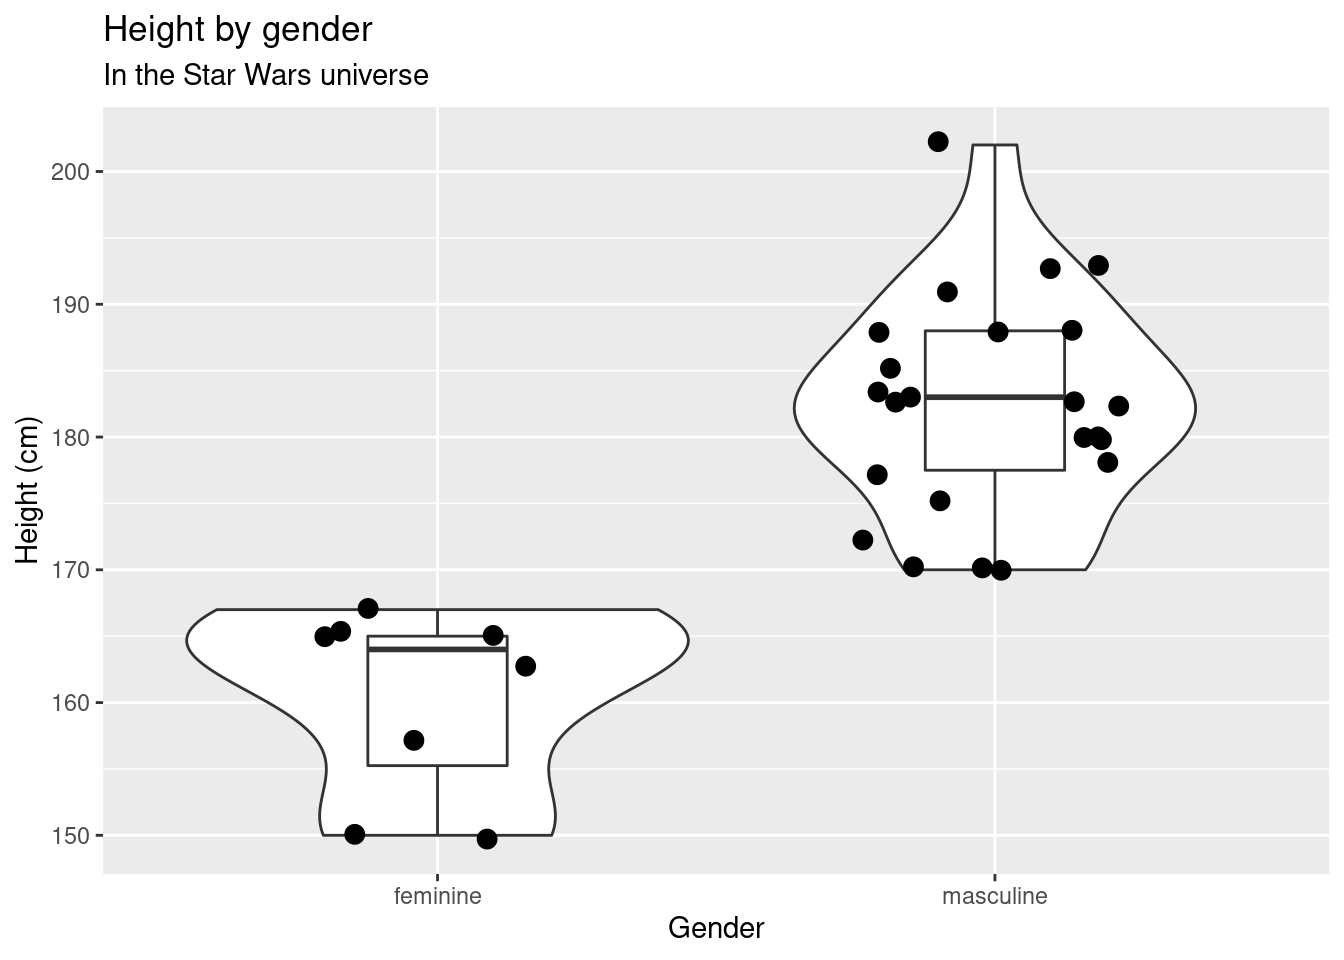 Height by gender
In the Star Wars universe
Height (cm)
200
190
180
170
160
150
feminine
masculine
Gender